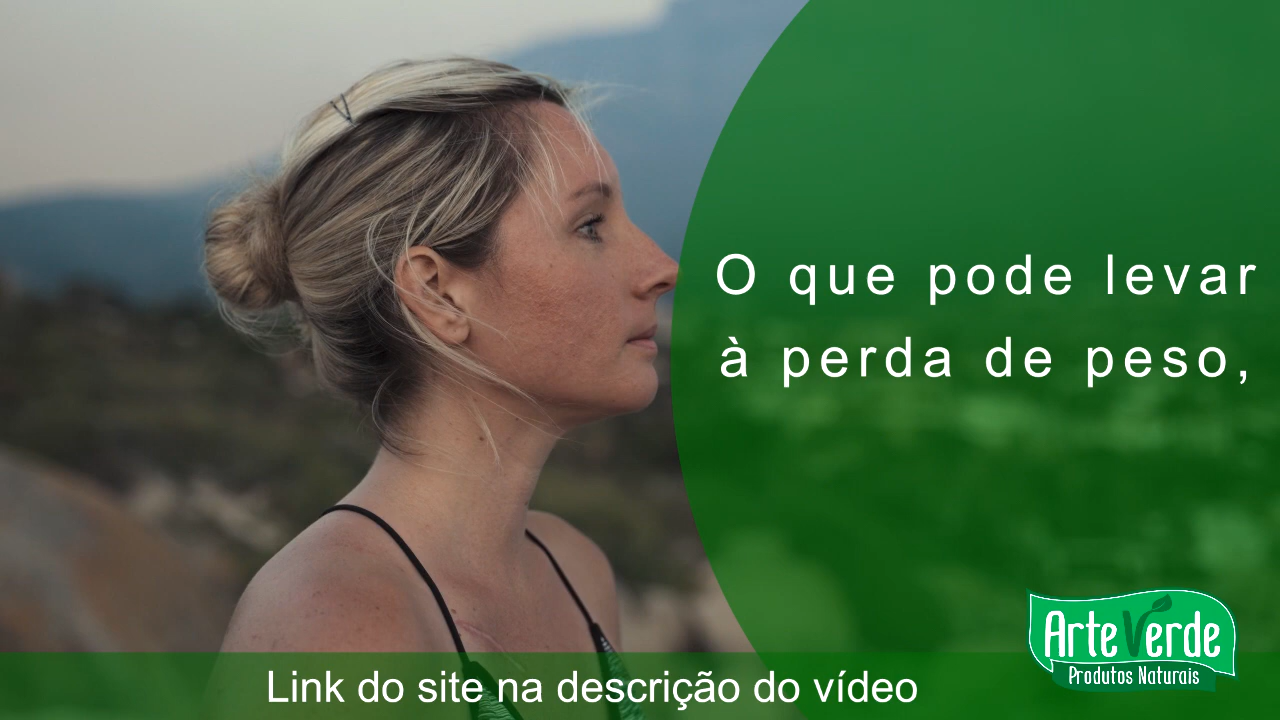 O que pode levar
à perda de peso,
Arte Verde
Produtos Naturais
Link do site na descrição do vídeo